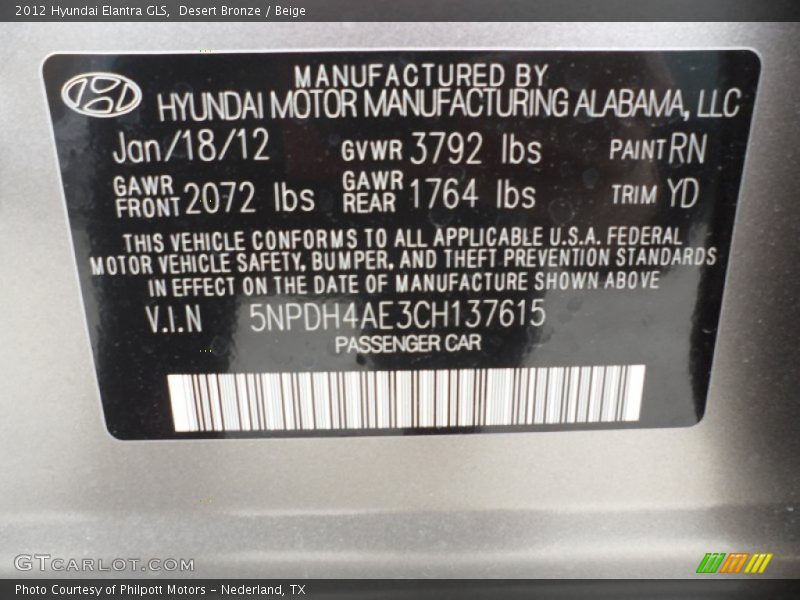 2012 Hyundai Elantra GLS,  Desert Bronze / Beige
MANUFACTURED BY
HYUNDAI MOTOR MANUFACTURING ALABAMA, LLC
Jan/18/12 GVWR 3792 lbs PAINT RN
GAWR FRONT 2072 lbs GAWR REAR 1764 lbs TRIM YD
THIS VEHICLE CONFORMS TO ALL APPLICABLE U.S.A. FEDERAL
MOTOR VEHICLE SAFETY, BUMPER, AND THEFT PREVENTION STANDARDS
IN EFFECT ON THE DATE OF MANUFACTURE SHOWN ABOVE
V.I.N 5NPDH4AE3CH137615
PASSENGER CAR
GTCARLOT.COM
Photo Courtesy of Philpott Motors - Nederland, TX